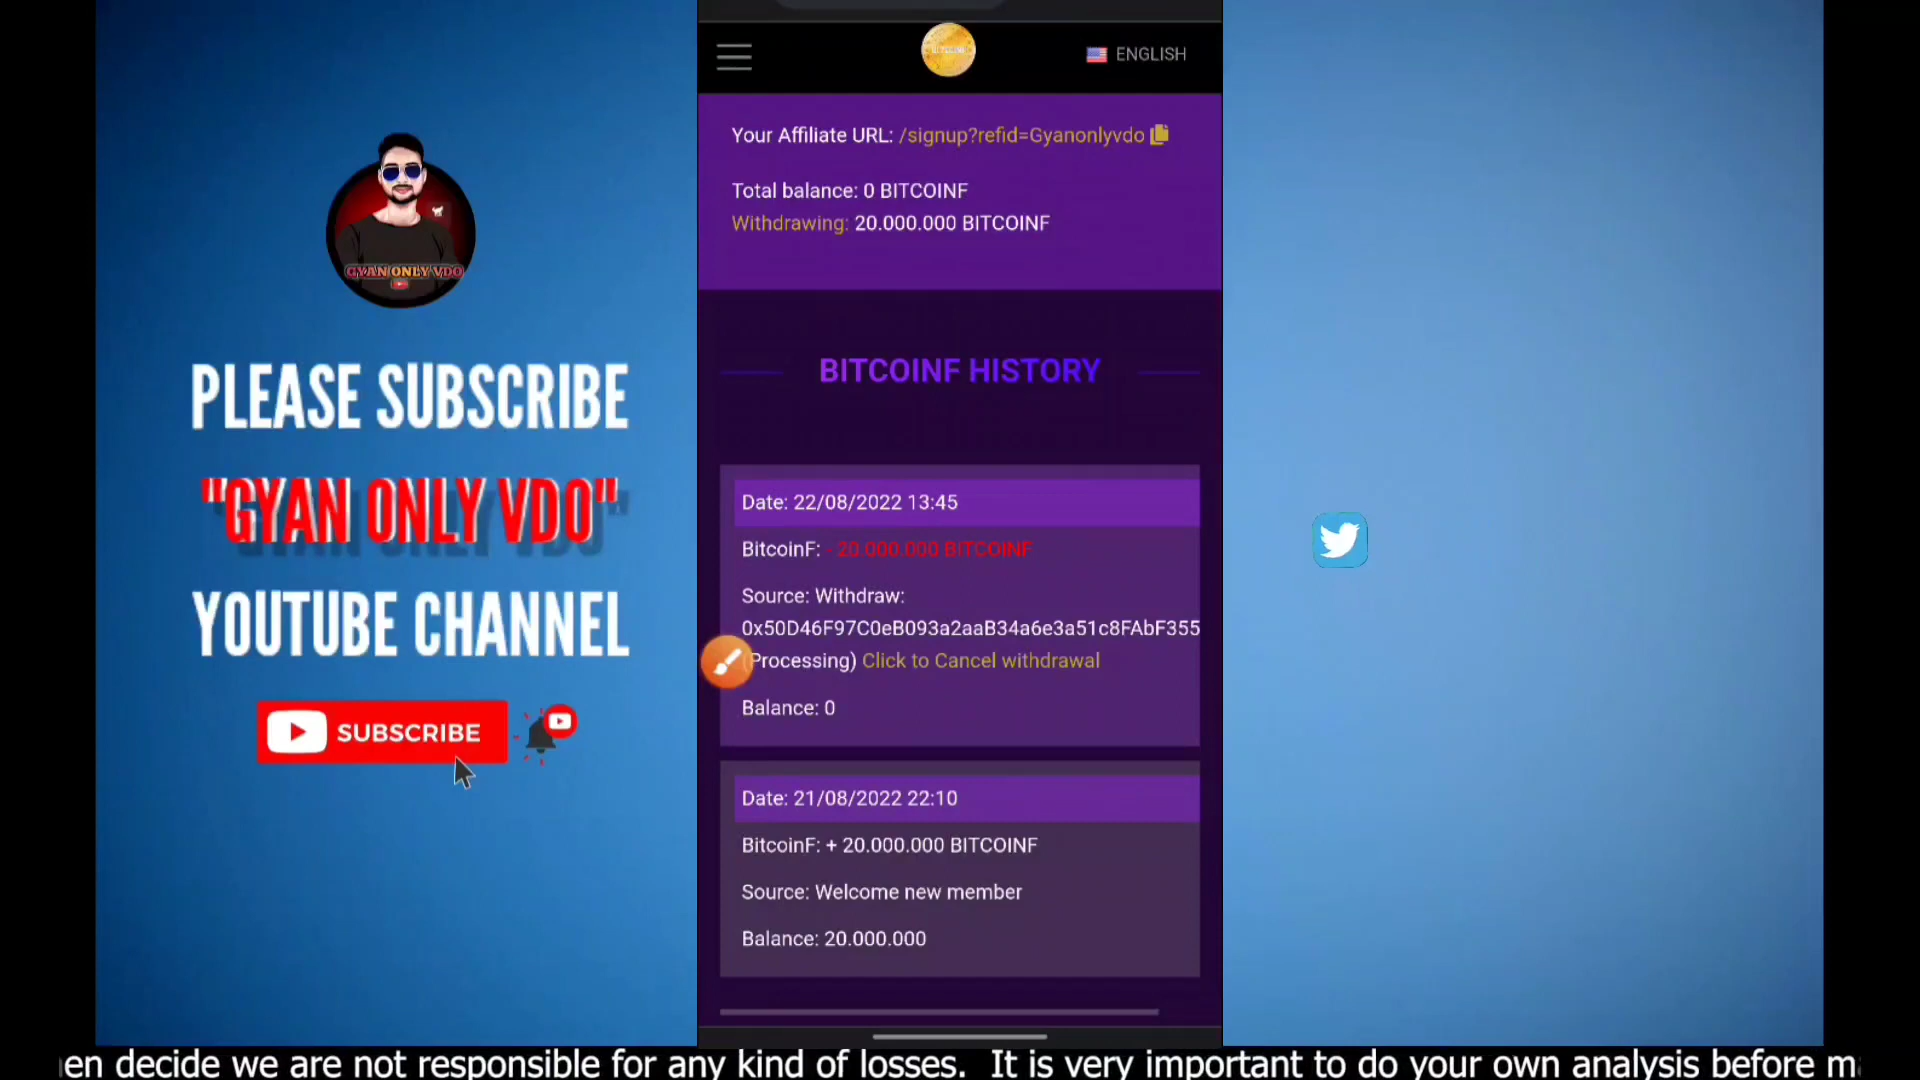 GYAN ONLY VDO
PLEASE SUBSCRIBE
"GYAN ONLY VDO"
YOUTUBE CHANNEL
SUBSCRIBE
ENGLISH
Your Affiliate URL: /signup?refid=Gyanonlyvdo
Total balance: 0 BITCOINF
Withdrawing: 20.000.000 BITCOINF
BITCOINF HISTORY
Date: 22/08/2022 13:45
BitcoinF: - 20.000.000 BITCOINF
Source: Withdraw:
0x50D46F97C0eB093a2aaB34a6e3a51c8FAbF355
(Processing) Click to Cancel withdrawal
Balance: 0
Date: 21/08/2022 22:10
BitcoinF: + 20.000.000 BITCOINF
Source: Welcome new member
Balance: 20.000.000
en decide we are not responsible for any kind of losses. It is very important to do your own analysis before m